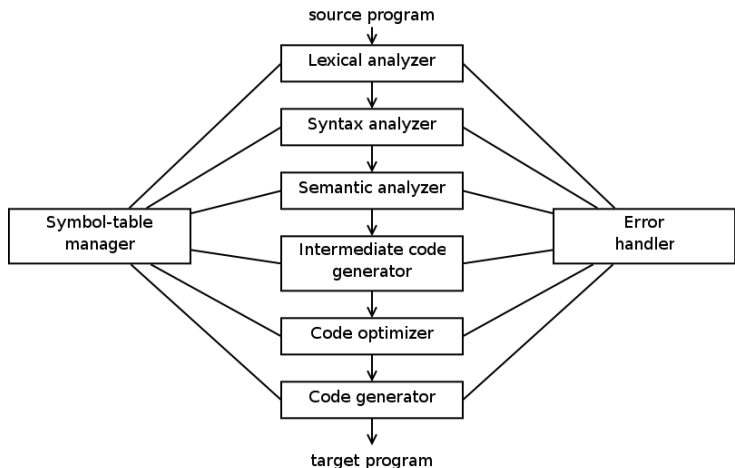 source program
Lexical analyzer
Syntax analyzer
Semantic analyzer
Symbol-table
manager
Error
handler
Intermediate code
generator
Code optimizer
Code generator
target program